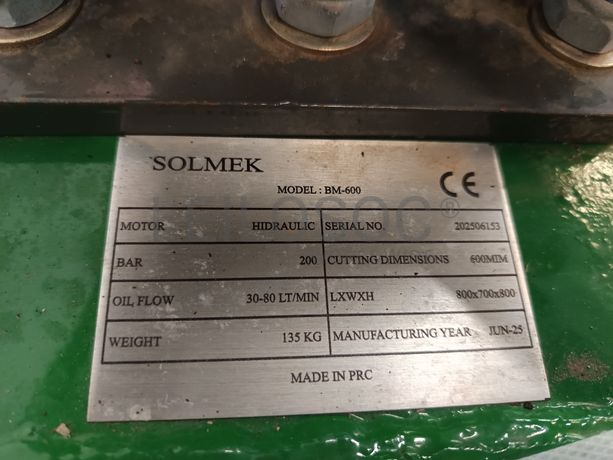 SOLMEK
MODEL : BM-600
CE
MOTOR HIDRAULIC SERIAL NO. 202506153
BAR 200 CUTTING DIMENSIONS 600MIM
OIL FLOW 30-80 LT/MIN LXWXH 800x700x800
WEIGHT 135 KG MANUFACTURING YEAR JUN-25
MADE IN PRC